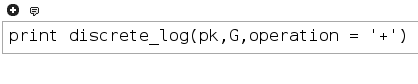 print discrete_log(pk,G,operation = '+')